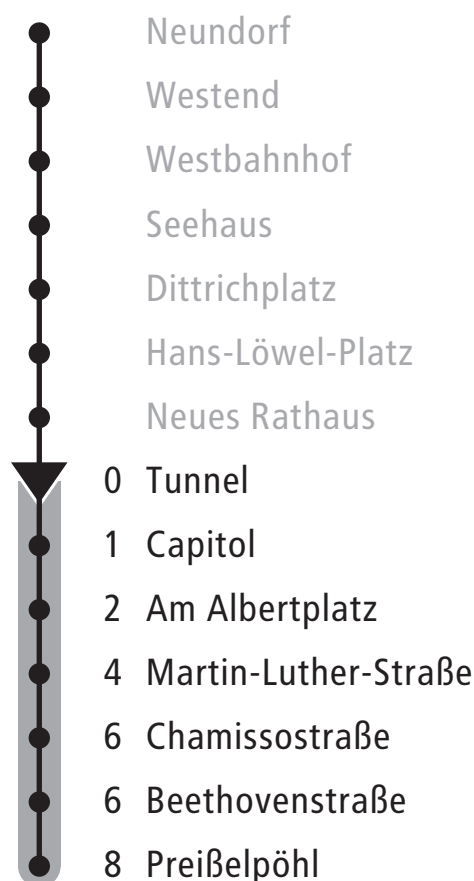 Neundorf
Westend
Westbahnhof
Seehaus
Dittrichplatz
Hans-Löwel-Platz
Neues Rathaus
0 Tunnel
1 Capitol
2 Am Albertplatz
4 Martin-Luther-Straße
6 Chamissostraße
6 Beethovenstraße
8 Preißelpöhl